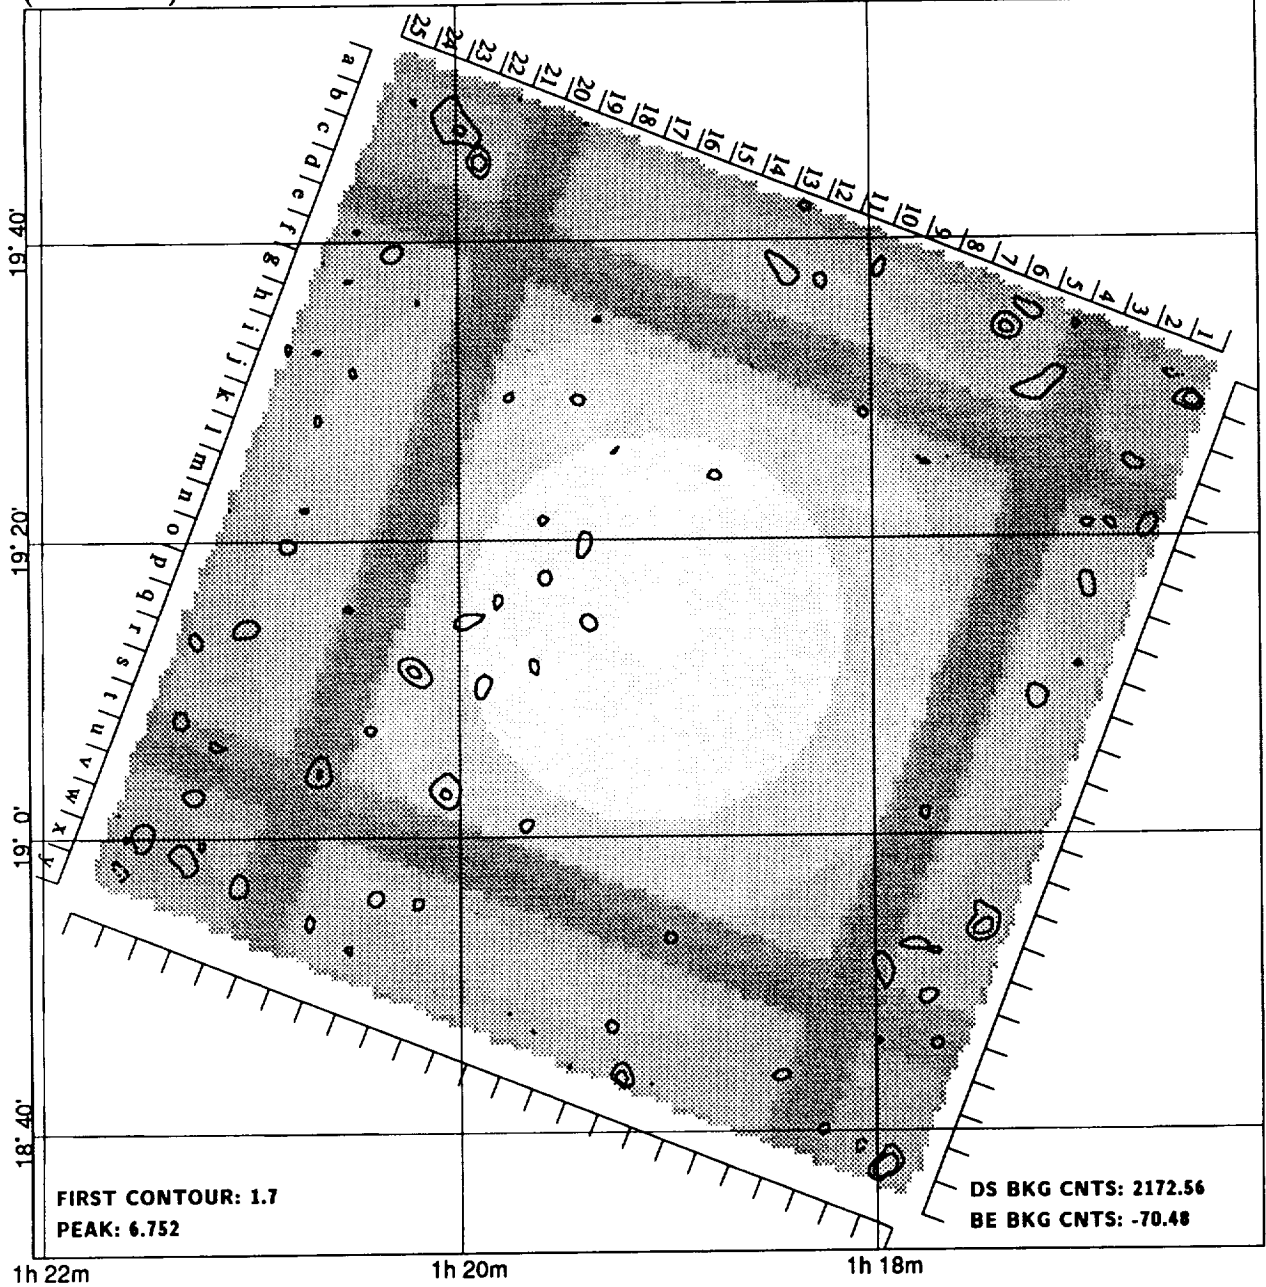 25 24 23 22 21 20 19 18 17 16 15 14 13 12 11 10 9 8 7 6 5 4 3 2 1
a b c d e f g h i j k l m n o p q r s t u v w x y
19° 40'
19° 20'
19° 0'
18° 40'
FIRST CONTOUR: 1.7
PEAK: 6.752
DS BKG CNTS: 2172.56
BE BKG CNTS: -70.48
1h 22m 1h 20m 1h 18m